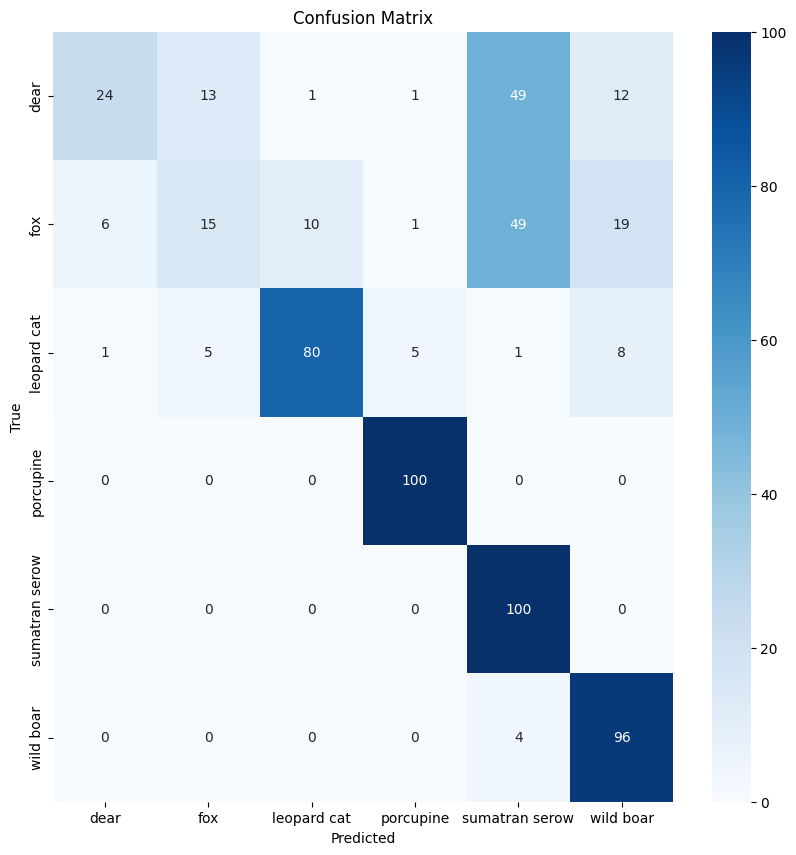 Confusion Matrix
True
dear 24 13 1 1 49 12
fox 6 15 10 1 49 19
leopard cat 1 5 80 5 1 8
porcupine 0 0 0 100 0 0
sumatran serow 0 0 0 0 100 0
wild boar 0 0 0 0 4 96
dear fox leopard cat porcupine sumatran serow wild boar
Predicted
100
80
60
40
20
0